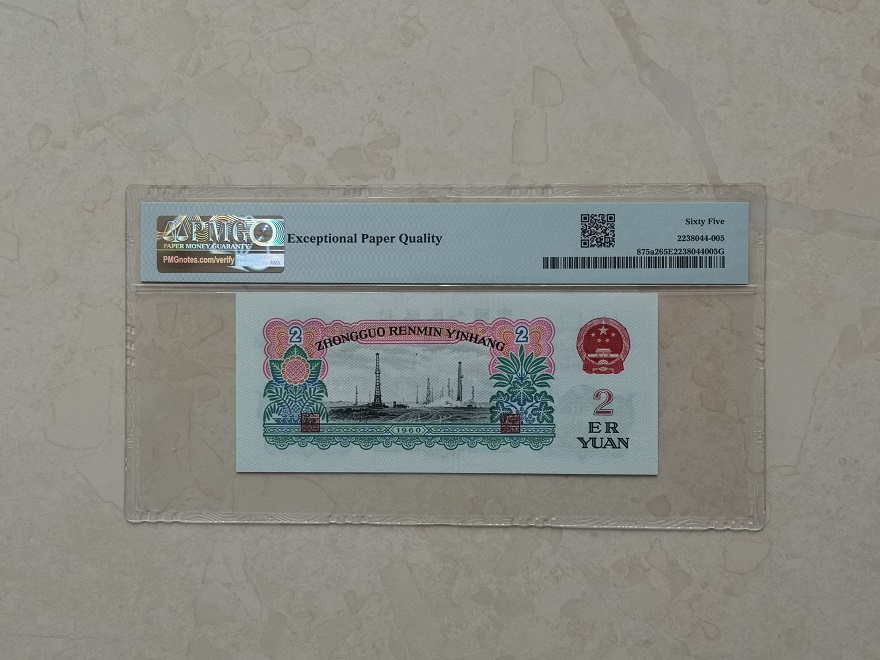 PMG
PAPER MONEY GUARANTY
PMGnotes.com/verify
Exceptional Paper Quality
Sixty Five
2238044-005
875a265E2238044005G
2
ZHONGGUO RENMIN YINHANG
2
1960
2
ER
YUAN